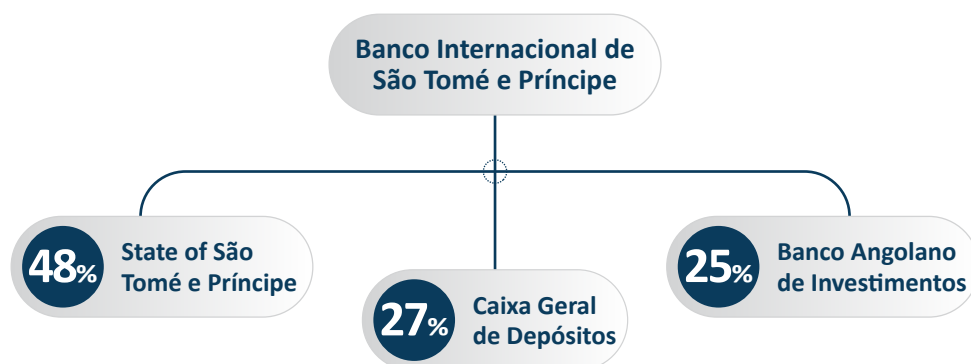 Banco Internacional de
São Tomé e Príncipe
48%
State of São
Tomé e Príncipe
27%
Caixa Geral
de Depósitos
25%
Banco Angolano
de Investimentos